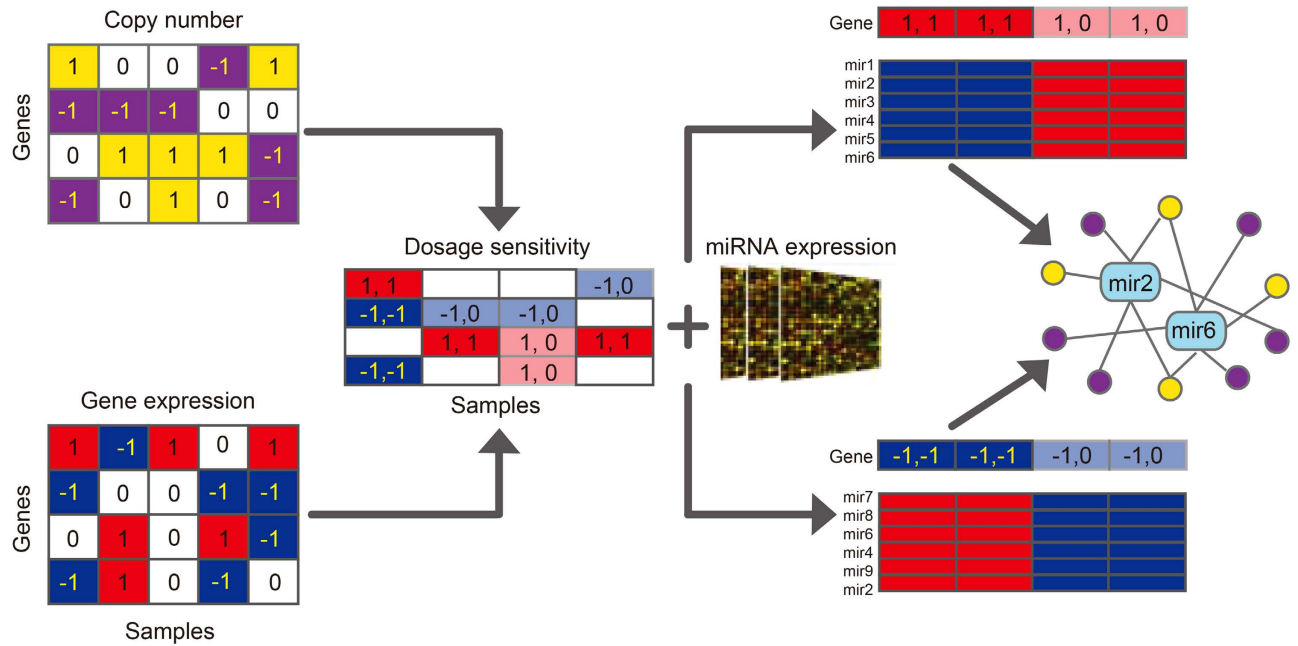 Copy number
Genes
1 0 0 -1 1
-1 -1 -1 0 0
0 1 1 1 -1
-1 0 1 0 -1
Gene expression
Genes
1 -1 1 0 1
-1 0 0 -1 -1
0 1 0 1 -1
-1 1 0 -1 0
Samples
Dosage sensitivity
1, 1 -1,0
-1,-1 -1,0 -1,0
1, 1 1, 0 1, 1
-1,-1 1, 0
Samples
miRNA expression
Gene 1, 1 1, 1 1, 0 1, 0
mir1
mir2
mir3
mir4
mir5
mir6
mir2
mir6
Gene -1,-1 -1,-1 -1,0 -1,0
mir7
mir8
mir6
mir4
mir9
mir2